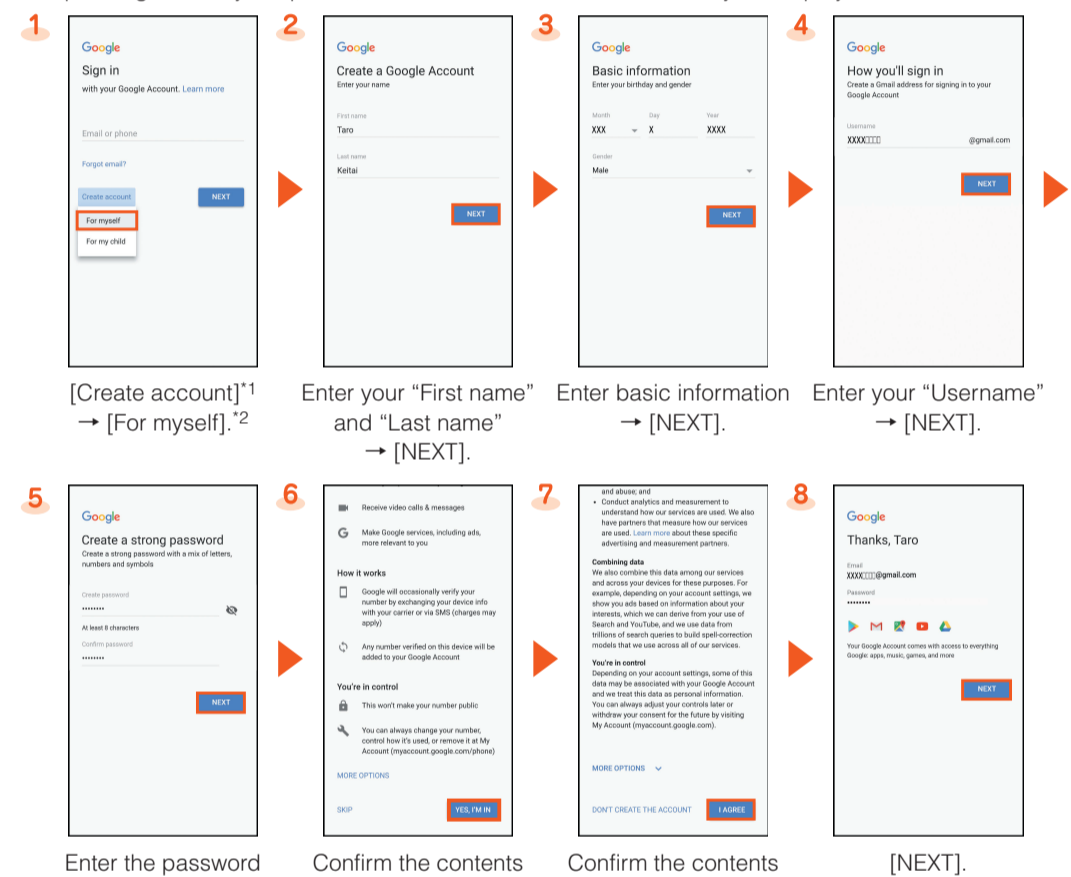 1
Google
Sign in
with your Google Account. Learn more
Email or phone
Forgot email?
Create account
NEXT
For myself
For my child
[Create account]*1
→ [For myself].*2
2
Google
Create a Google Account
Enter your name
First name
Taro
Last name
Keitai
NEXT
Enter your “First name”
and “Last name”
→ [NEXT].
3
Google
Basic information
Enter your birthday and gender
Month Day Year
XXX X XXXX
Gender
Male
NEXT
Enter basic information
→ [NEXT].
4
Google
How you'll sign in
Create a Gmail address for signing in to your
Google Account
Username
XXXX□□□□ @gmail.com
NEXT
Enter your “Username”
→ [NEXT].
5
Google
Create a strong password
Create a strong password with a mix of letters,
numbers and symbols
Create password
••••••••
At least 8 characters
Confirm password
••••••••
NEXT
Enter the password
6
Receive video calls & messages
Make Google services, including ads,
more relevant to you
How it works
Google will occasionally verify your
number by exchanging your device info
with your carrier or via SMS (charges may
apply)
Any number verified on this device will be
added to your Google Account
You're in control
This won't make your number public
You can always change your number,
control how it's used, or remove it at My
Account (myaccount.google.com/phone)
MORE OPTIONS
SKIP
YES, I'M IN
Confirm the contents
7
and abuse; and
• Conduct analytics and measurement to
understand how our services are used. We also
have partners that measure how our services
are used. Learn more about these specific
advertising and measurement partners.
Combining data
We also combine this data among our services
and across your devices for these purposes. For
example, depending on your account settings, we
show you ads based on information about your
interests, which we can derive from your use of
Search and YouTube, and we use data from
trillions of search queries to build spell-correction
models that we use across all of our services.
You're in control
Depending on your account settings, some of this
data may be associated with your Google Account
and we treat this data as personal information.
You can always adjust your controls later or
withdraw your consent for the future by visiting
My Account (myaccount.google.com).
MORE OPTIONS
DON'T CREATE THE ACCOUNT
I AGREE
Confirm the contents
8
Google
Thanks, Taro
Email
XXXX□□□□@gmail.com
Password
••••••••
Your Google Account comes with access to everything
Google: apps, music, games, and more
NEXT
[NEXT].